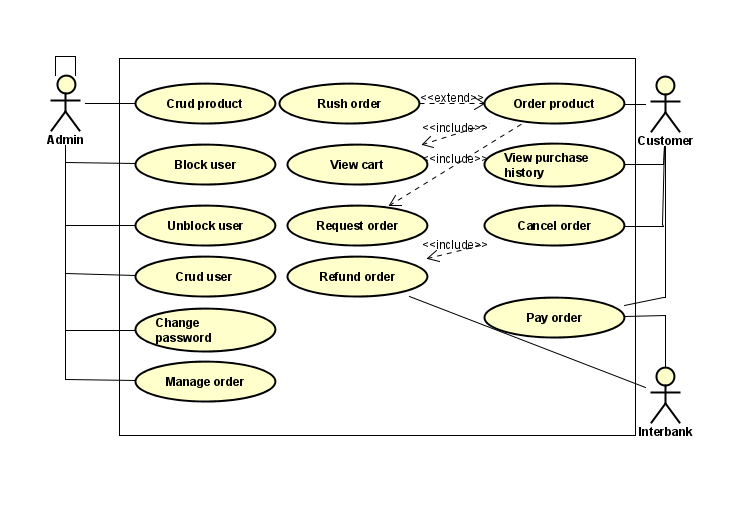 Crud product
Rush order
<<extend>>
Order product
Admin
<<include>>
Customer
Block user
View cart
<<include>>
View purchase
history
Unblock user
Request order
Cancel order
<<include>>
Crud user
Refund order
Change
password
Pay order
Manage order
Interbank